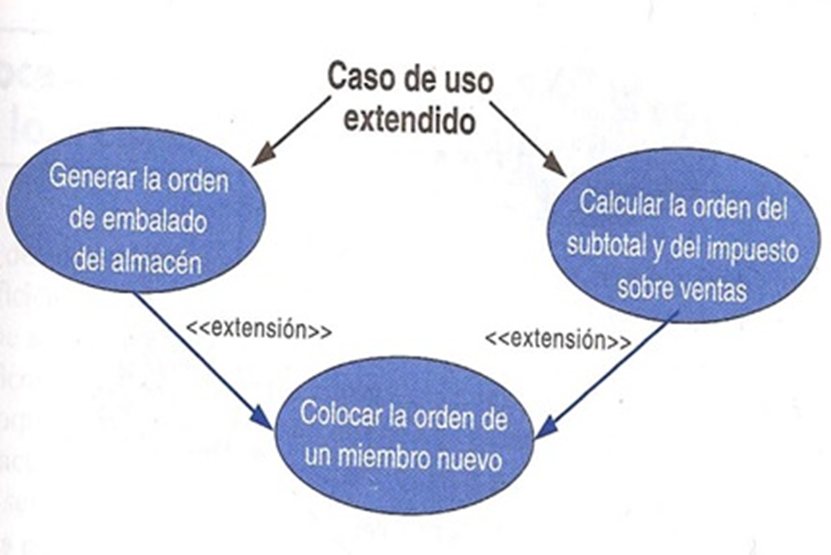 Caso de uso
extendido
Generar la orden
de embalado
del almacén
Calcular la orden del
subtotal y del impuesto
sobre ventas
<<extensión>>
<<extensión>>
Colocar la orden de
un miembro nuevo